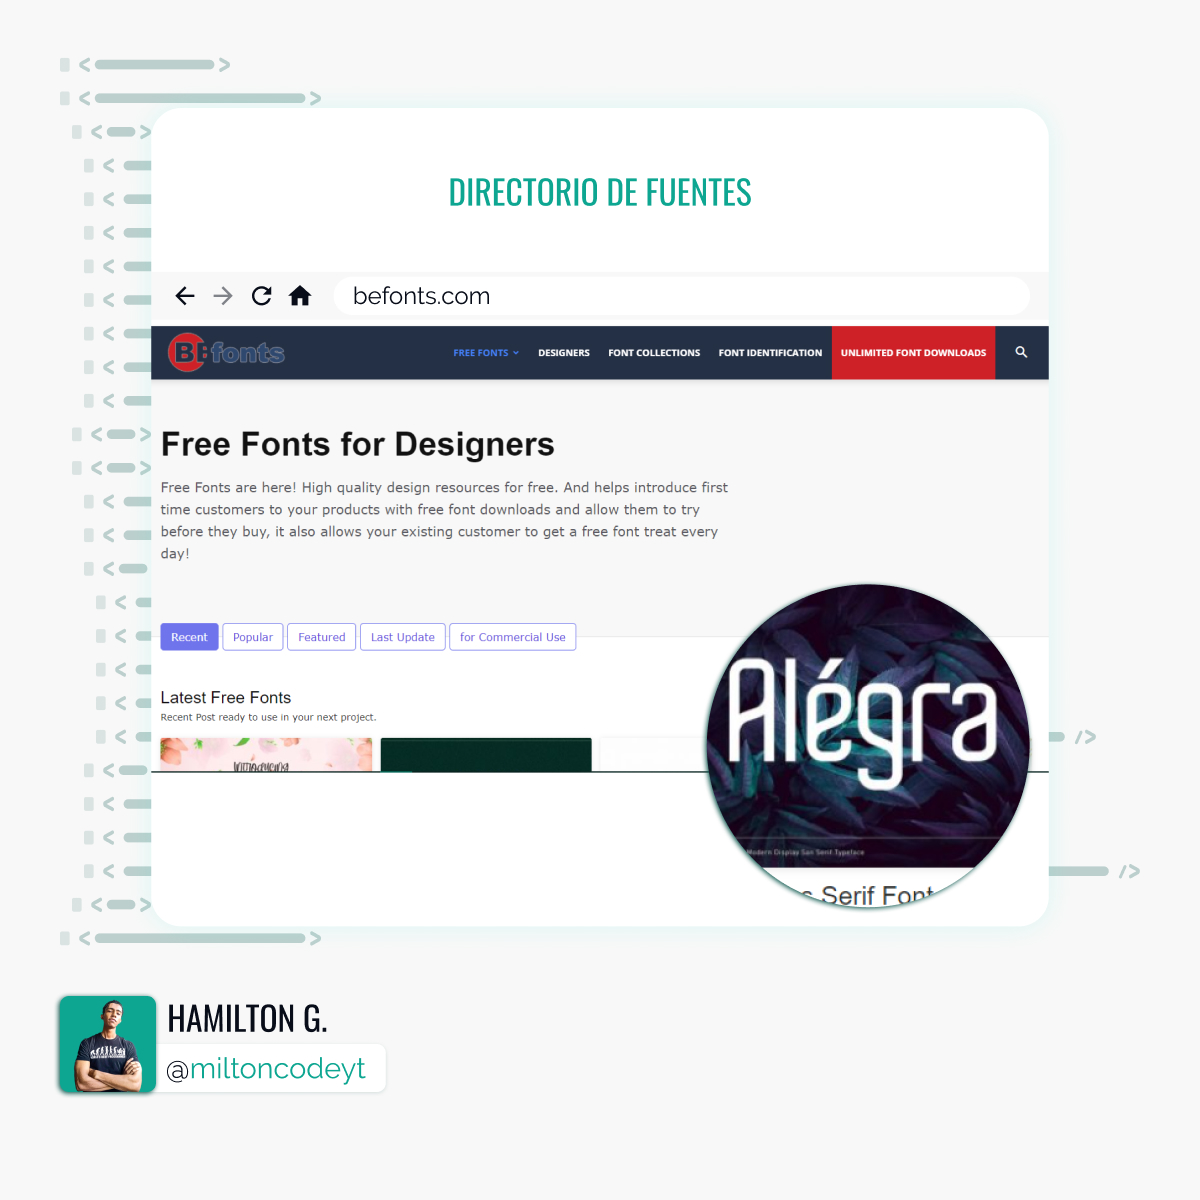 DIRECTORIO DE FUENTES
befonts.com
BEfonts
FREE FONTS
DESIGNERS
FONT COLLECTIONS
FONT IDENTIFICATION
UNLIMITED FONT DOWNLOADS
Free Fonts for Designers
Free Fonts are here! High quality design resources for free. And helps introduce first
time customers to your products with free font downloads and allow them to try
before they buy, it also allows your existing customer to get a free font treat every
day!
Recent
Popular
Featured
Last Update
for Commercial Use
Latest Free Fonts
Recent Post ready to use in your next project.
Introducing
Alégra
Modern Display San Serif Typeface
s Serif Font
HAMILTON G.
@miltoncodeyt